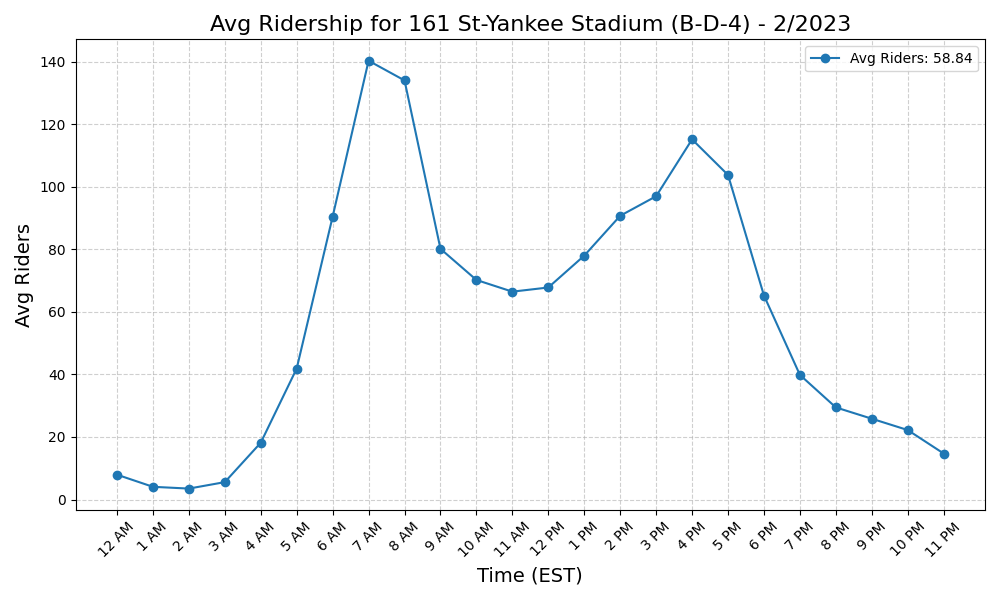 Avg Ridership for 161 St-Yankee Stadium (B-D-4) - 2/2023
Avg Riders: 58.84
Avg Riders
140
120
100
80
60
40
20
0
12 AM
1 AM
2 AM
3 AM
4 AM
5 AM
6 AM
7 AM
8 AM
9 AM
10 AM
11 AM
12 PM
1 PM
2 PM
3 PM
4 PM
5 PM
6 PM
7 PM
8 PM
9 PM
10 PM
11 PM
Time (EST)